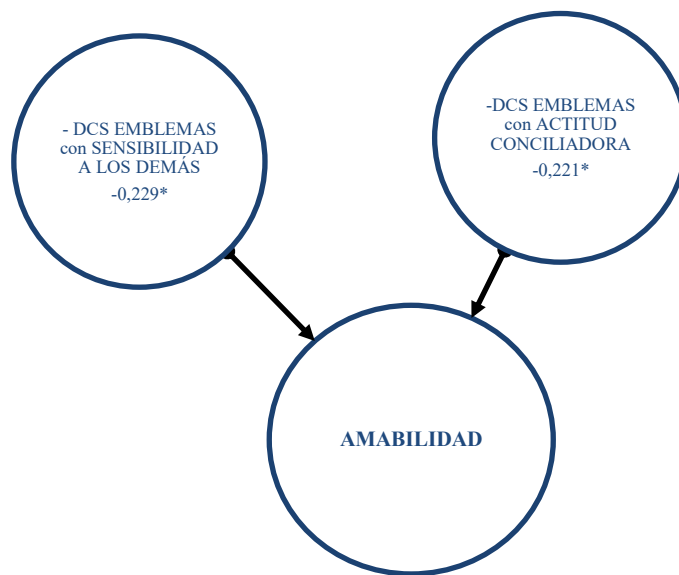 - DCS EMBLEMAS
con SENSIBILIDAD
A LOS DEMÁS
-0,229*
-DCS EMBLEMAS
con ACTITUD
CONCILIADORA
-0,221*
AMABILIDAD